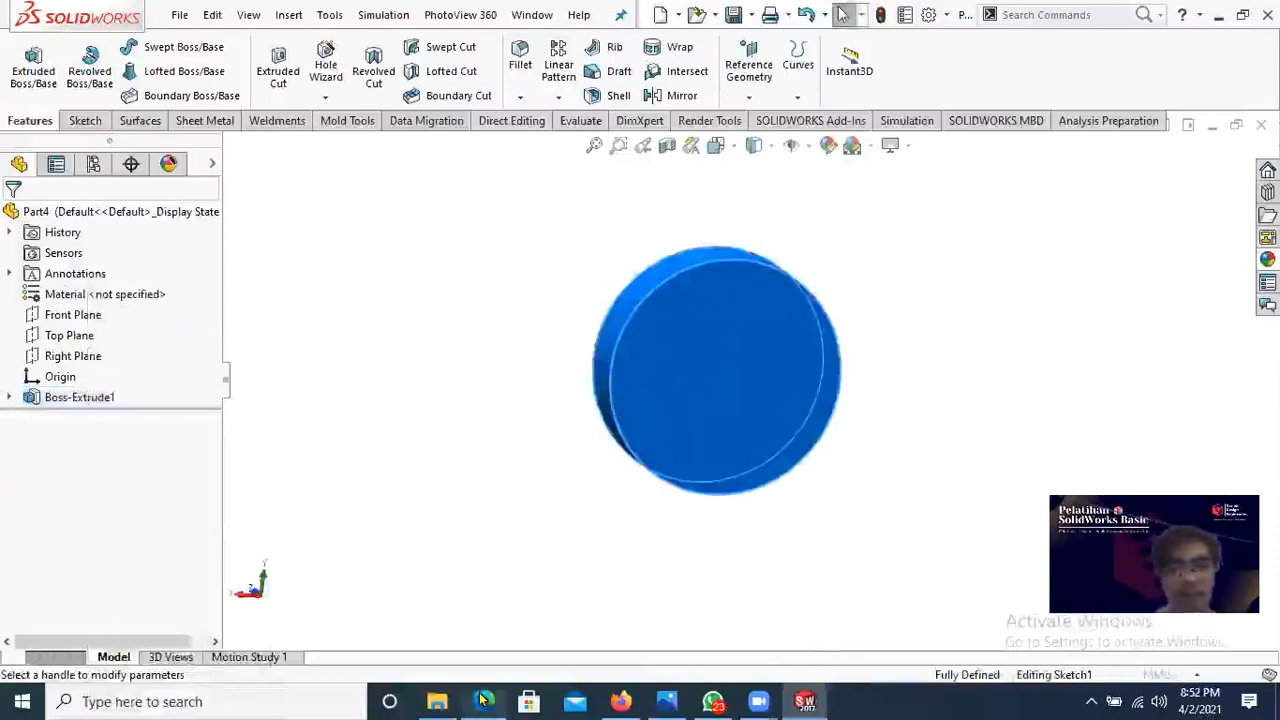 SOLIDWORKS File Edit View Insert Tools Simulation PhotoView 360 Window Help P... Search Commands ?
Extruded Boss/Base
Revolved Boss/Base
Swept Boss/Base
Lofted Boss/Base
Boundary Boss/Base
Extruded Cut
Hole Wizard
Revolved Cut
Swept Cut
Lofted Cut
Boundary Cut
Fillet
Linear Pattern
Rib
Draft
Shell
Wrap
Intersect
Mirror
Reference Geometry
Curves
Instant3D
Features Sketch Surfaces Sheet Metal Weldments Mold Tools Data Migration Direct Editing Evaluate DimXpert Render Tools SOLIDWORKS Add-Ins Simulation SOLIDWORKS MBD Analysis Preparation
Part4 (Default<<Default>_Display State
History
Sensors
Annotations
Material <not specified>
Front Plane
Top Plane
Right Plane
Origin
Boss-Extrude1
Pelatihan
SolidWorks Basic
Activate Windows
Go to Settings to activate Windows.
Model 3D Views Motion Study 1
Select a handle to modify parameters Fully Defined Editing Sketch1
Type here to search
23
SW
2017
8:52 PM
4/2/2021